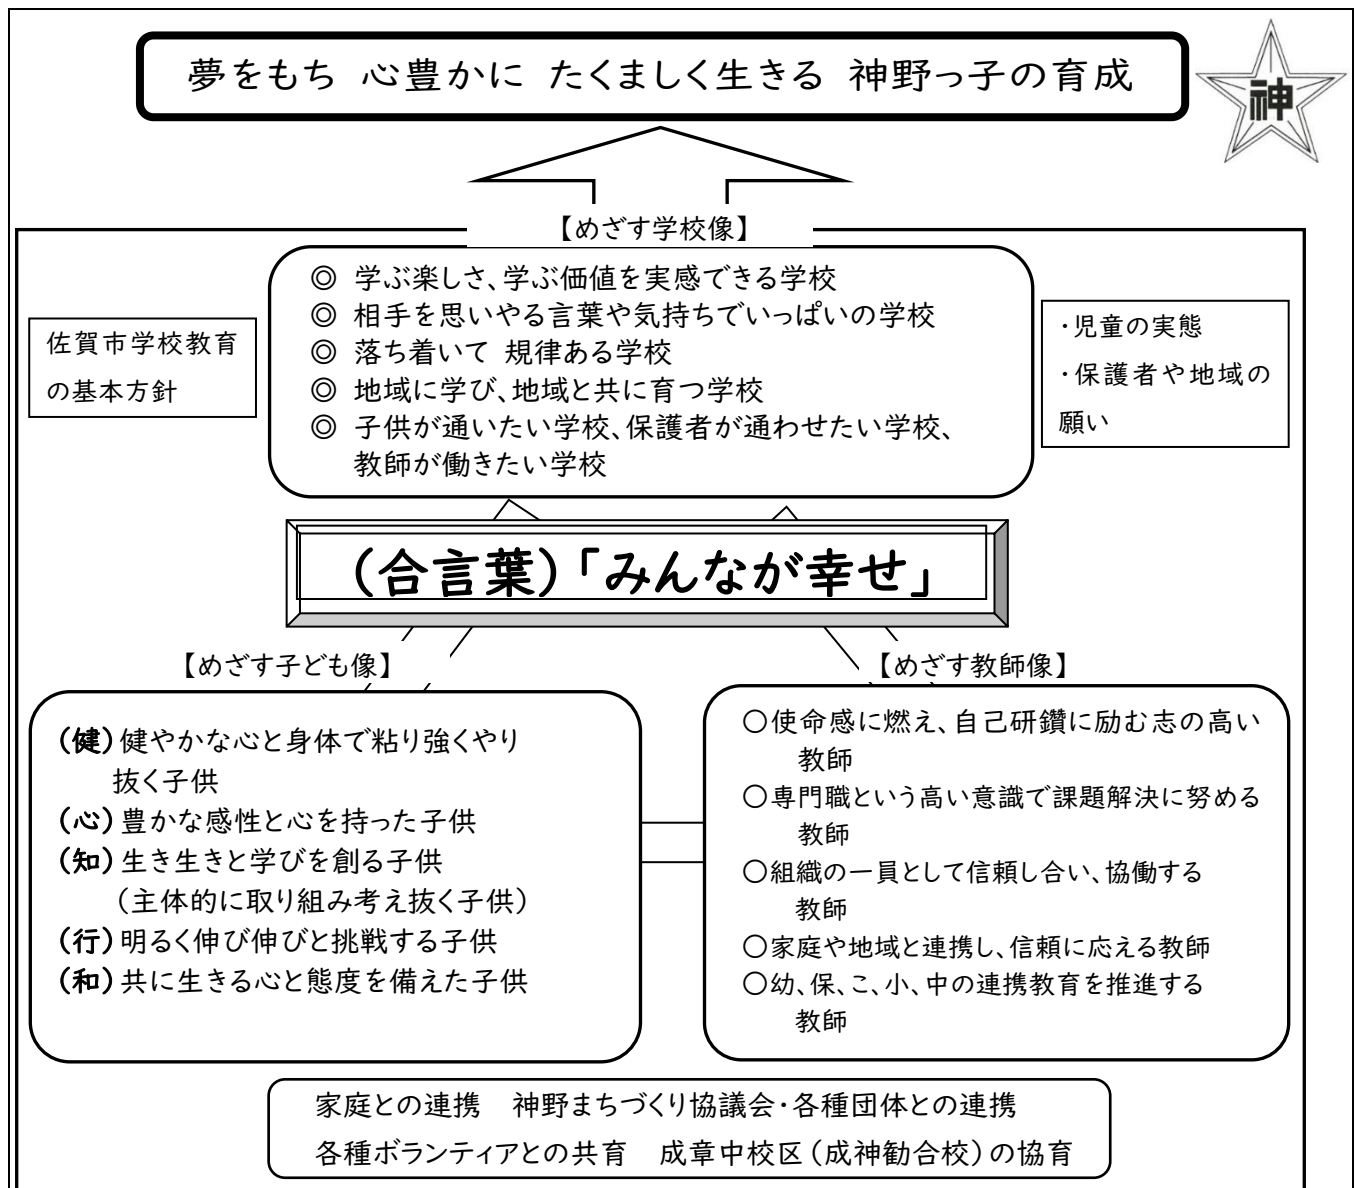 夢をもち 心豊かに たくましく生きる 神野っ子の育成
神
【めざす学校像】
◎ 学ぶ楽しさ、学ぶ価値を実感できる学校
◎ 相手を思いやる言葉や気持ちでいっぱいの学校
◎ 落ち着いて 規律ある学校
◎ 地域に学び、地域と共に育つ学校
◎ 子供が通いたい学校、保護者が通わせたい学校、
教師が働きたい学校
佐賀市学校教育
の基本方針
・児童の実態
・保護者や地域の
願い
(合言葉)「みんなが幸せ」
【めざす子ども像】
(健)健やかな心と身体で粘り強くやり
抜く子供
(心)豊かな感性と心を持った子供
(知)生き生きと学びを創る子供
(主体的に取り組み考え抜く子供)
(行)明るく伸び伸びと挑戦する子供
(和)共に生きる心と態度を備えた子供
【めざす教師像】
○使命感に燃え、自己研鑽に励む志の高い
教師
○専門職という高い意識で課題解決に努める
教師
○組織の一員として信頼し合い、協働する
教師
○家庭や地域と連携し、信頼に応える教師
○幼、保、こ、小、中の連携教育を推進する
教師
家庭との連携 神野まちづくり協議会・各種団体との連携
各種ボランティアとの共育 成章中校区(成神勧合校)の協育